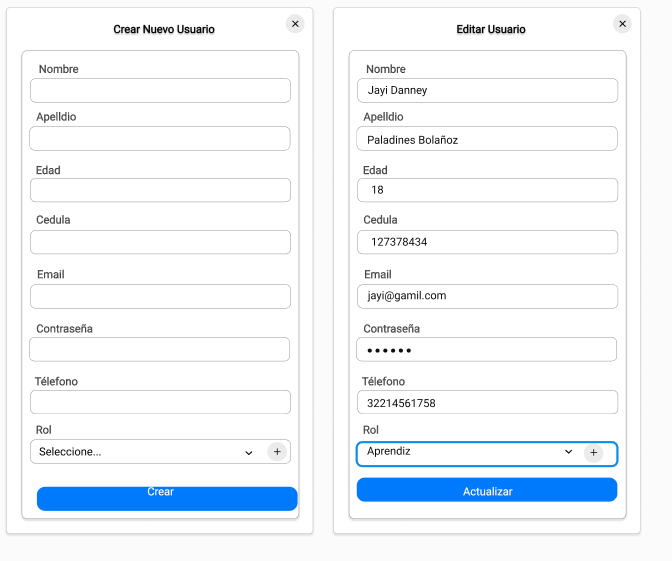 Crear Nuevo Usuario
Nombre
Apelldio
Edad
Cedula
Email
Contraseña
Télefono
Rol
Seleccione...
Crear
Editar Usuario
Nombre
Jayi Danney
Apelldio
Paladines Bolañoz
Edad
18
Cedula
127378434
Email
jayi@gamil.com
Contraseña
••••••
Télefono
32214561758
Rol
Aprendiz
Actualizar